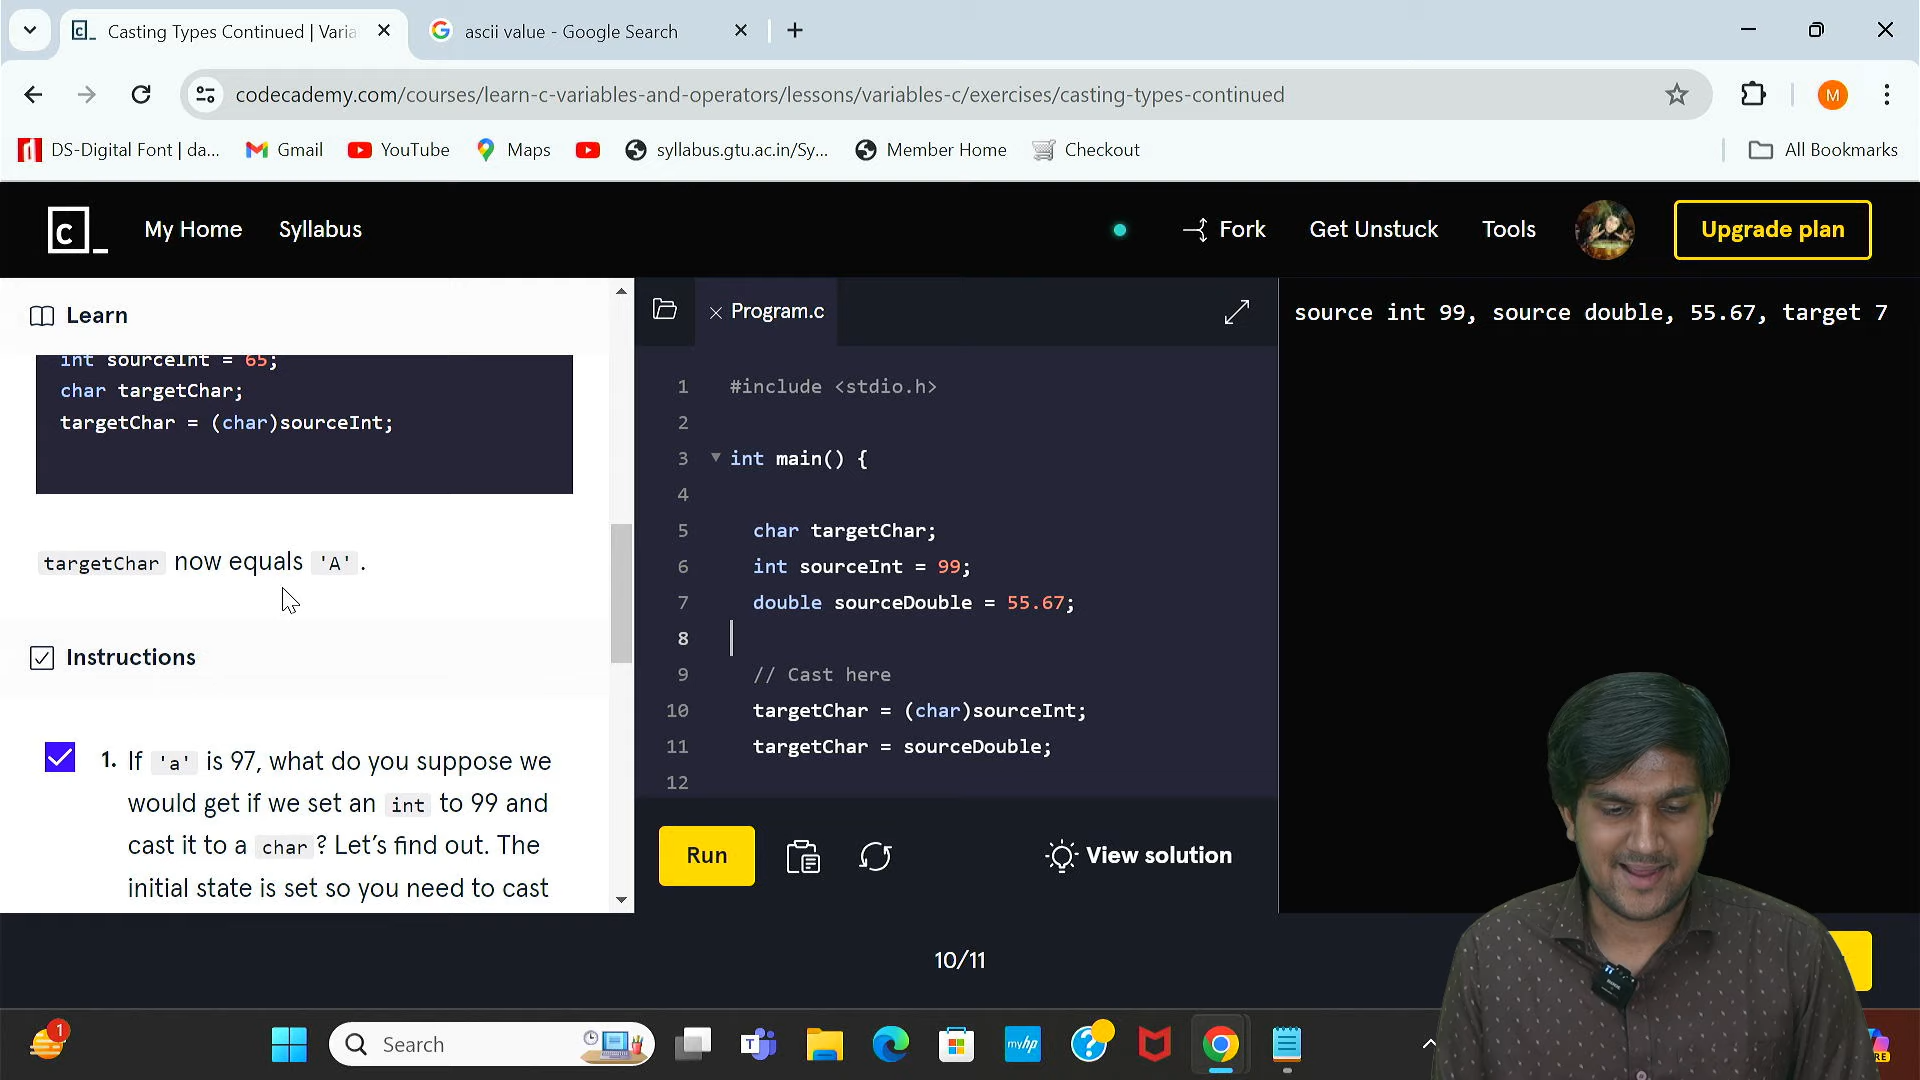 Casting Types Continued | Varia
ascii value - Google Search
codecademy.com/courses/learn-c-variables-and-operators/lessons/variables-c/exercises/casting-types-continued
M
DS-Digital Font | da...
Gmail
YouTube
Maps
syllabus.gtu.ac.in/Sy...
Member Home
Checkout
All Bookmarks
c_
My Home
Syllabus
Fork
Get Unstuck
Tools
Upgrade plan
Learn
int sourceInt = 65;
char targetChar;
targetChar = (char)sourceInt;
targetChar now equals 'A'.
Instructions
1. If 'a' is 97, what do you suppose we
would get if we set an int to 99 and
cast it to a char? Let's find out. The
initial state is set so you need to cast
Program.c
1 #include <stdio.h>
2
3 int main() {
4
5 char targetChar;
6 int sourceInt = 99;
7 double sourceDouble = 55.67;
8
9 // Cast here
10 targetChar = (char)sourceInt;
11 targetChar = sourceDouble;
12
Run
View solution
source int 99, source double, 55.67, target 7
10/11
1
Search
myhp